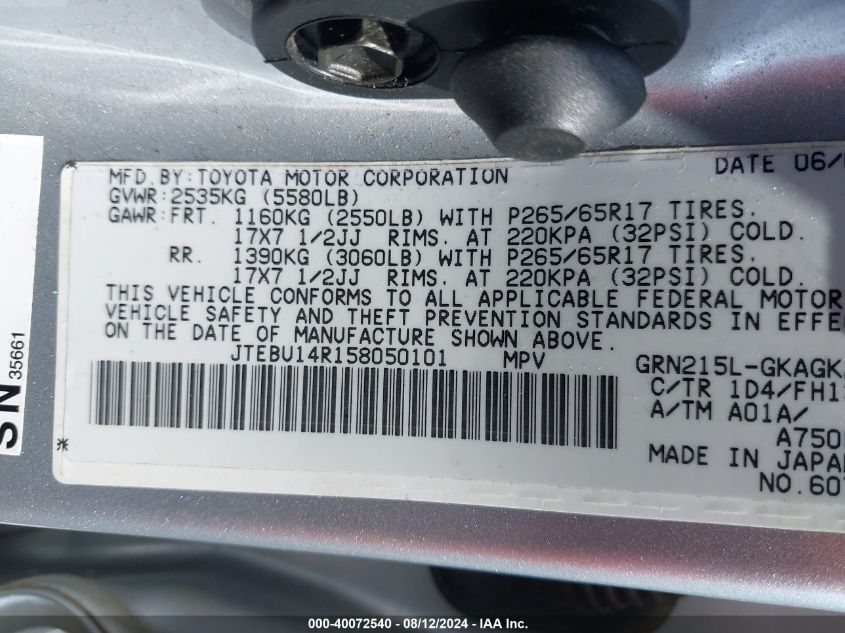 MFD. BY: TOYOTA MOTOR CORPORATION DATE 06/
GVWR: 2535KG (5580LB)
GAWR: FRT. 1160KG (2550LB) WITH P265/65R17 TIRES.
17X7 1/2JJ RIMS. AT 220KPA (32PSI) COLD.
RR. 1390KG (3060LB) WITH P265/65R17 TIRES.
17X7 1/2JJ RIMS. AT 220KPA (32PSI) COLD.
THIS VEHICLE CONFORMS TO ALL APPLICABLE FEDERAL MOTOR
VEHICLE SAFETY AND THEFT PREVENTION STANDARDS IN EFFE
ON THE DATE OF MANUFACTURE SHOWN ABOVE.
JTEBU14R158050101 MPV GRN215L-GKAGK
C/TR 1D4/FH1
A/TM A01A/
A750
MADE IN JAPAN
NO.607
*
SN 35661
000-40072540 - 08/12/2024 - IAA Inc.